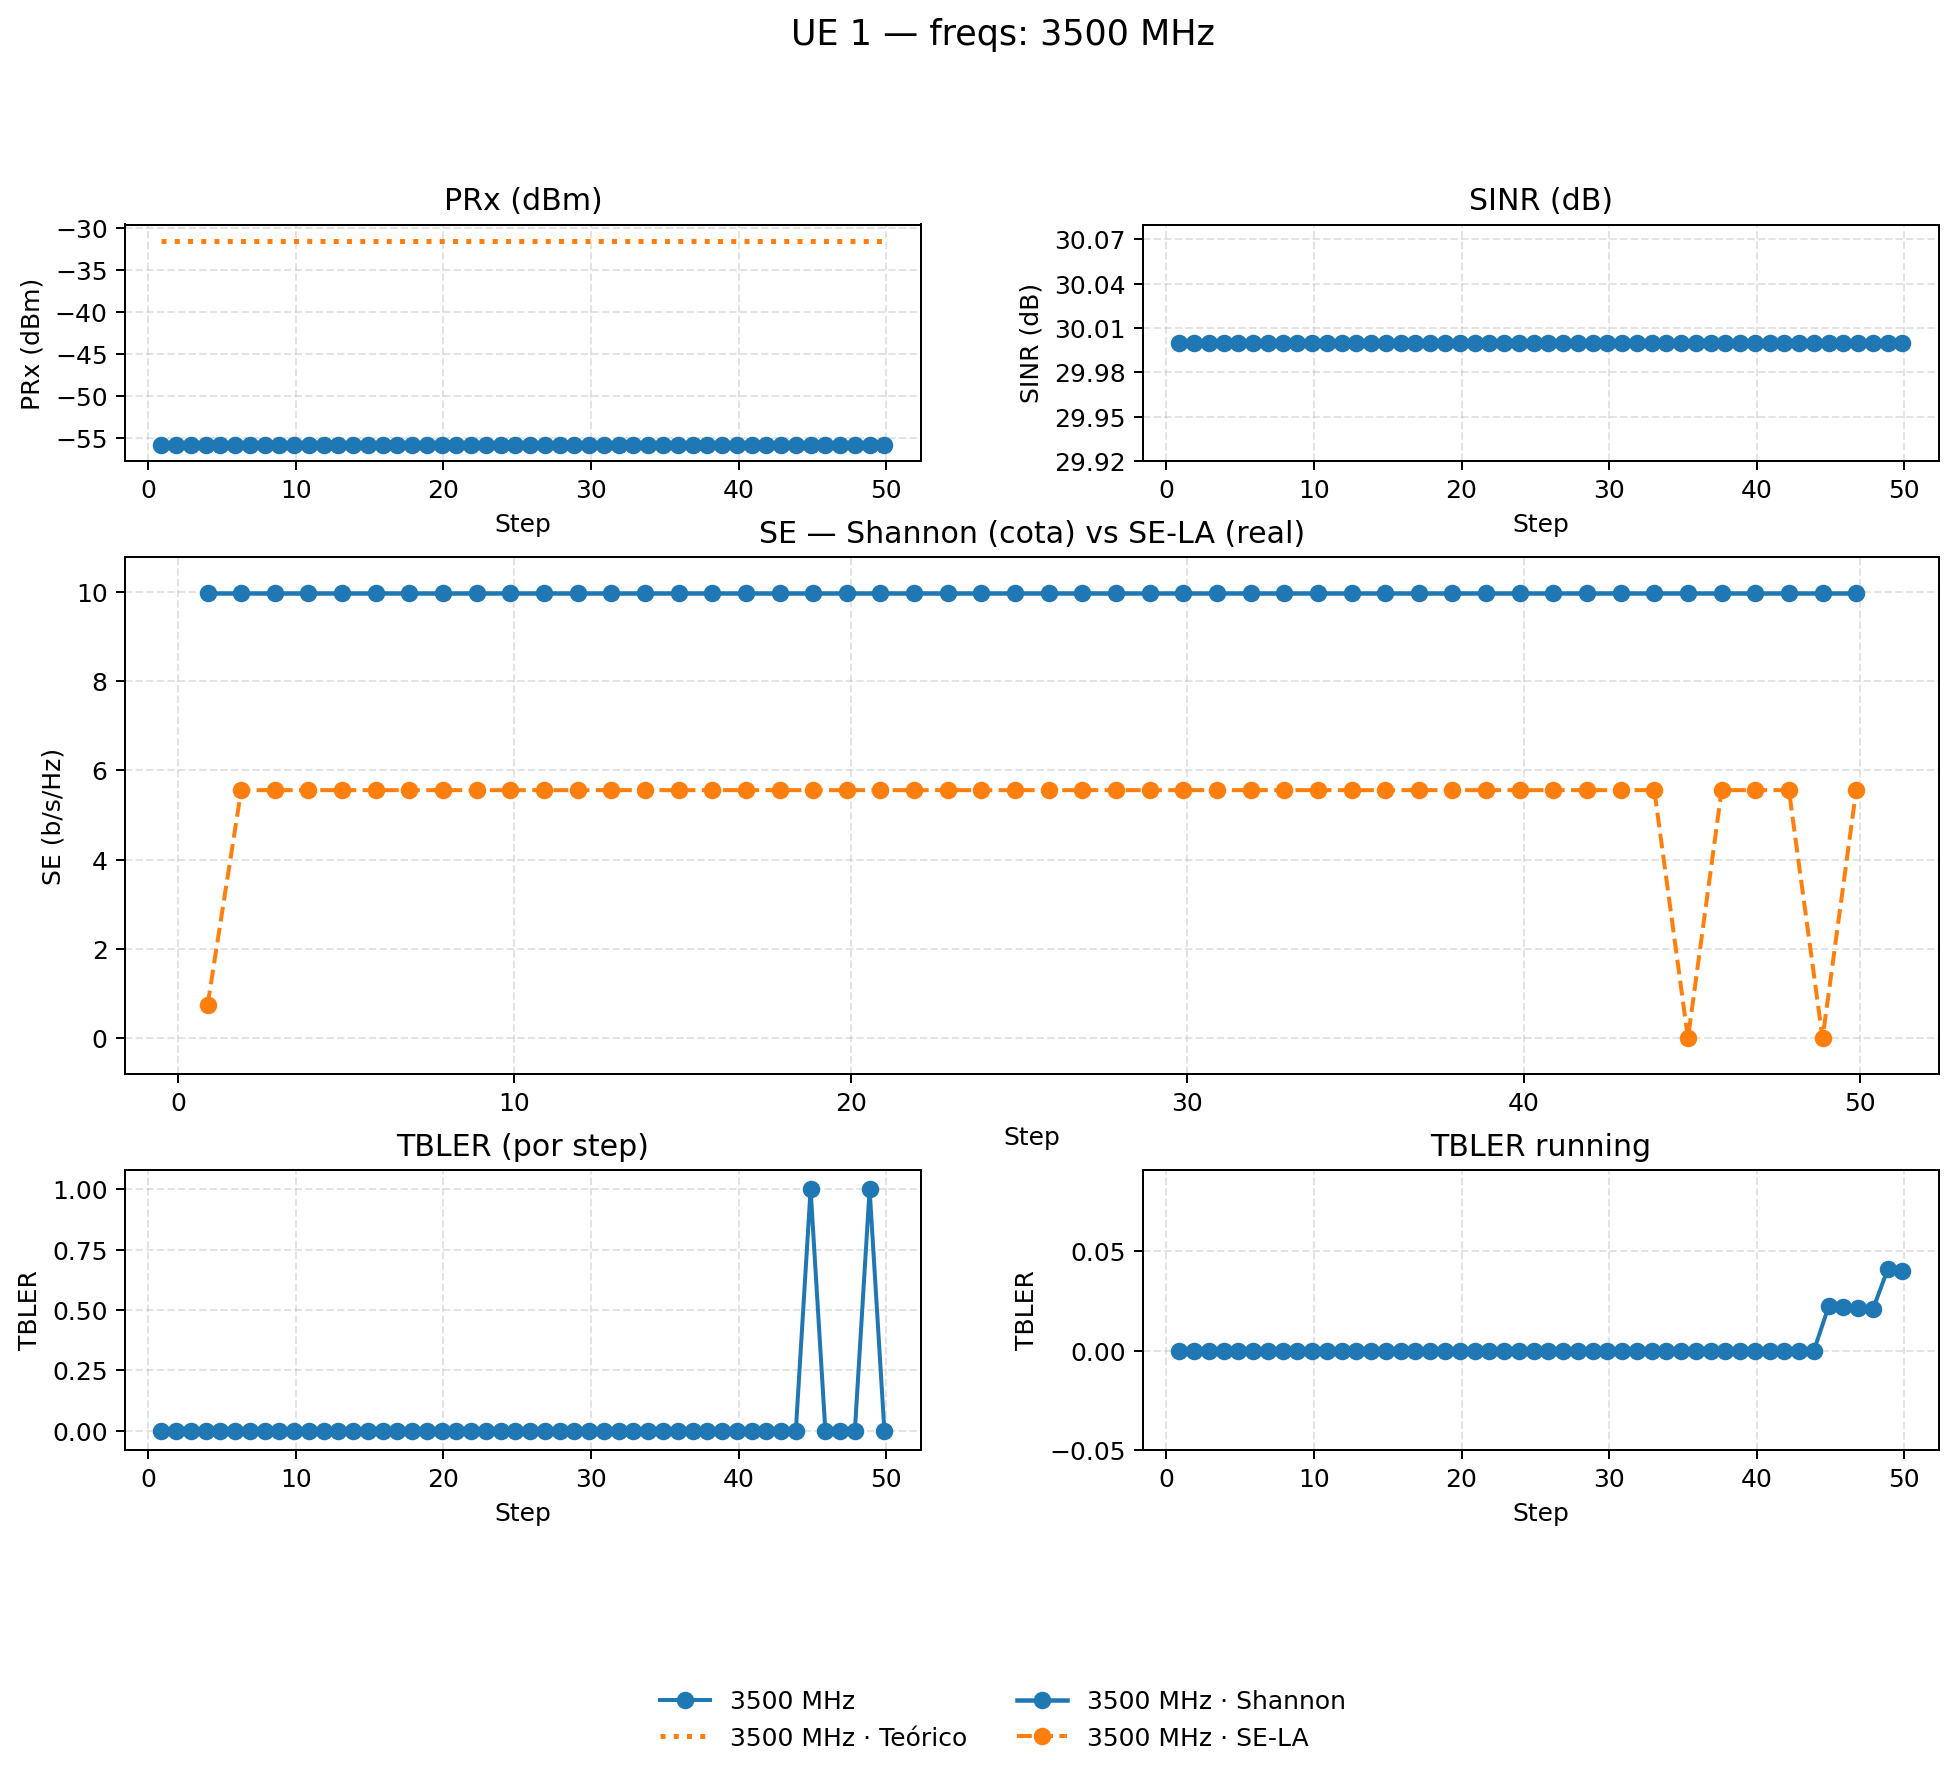 UE 1 — freqs: 3500 MHz
PRx (dBm)
PRx (dBm)
−30
−35
−40
−45
−50
−55
0 10 20 30 40 50
Step
SINR (dB)
SINR (dB)
30.07
30.04
30.01
29.98
29.95
29.92
0 10 20 30 40 50
Step
SE — Shannon (cota) vs SE-LA (real)
SE (b/s/Hz)
10
8
6
4
2
0
0 10 20 30 40 50
Step
TBLER (por step)
TBLER
1.00
0.75
0.50
0.25
0.00
0 10 20 30 40 50
Step
TBLER running
TBLER
0.05
0.00
−0.05
0 10 20 30 40 50
Step
3500 MHz
3500 MHz · Teórico
3500 MHz · Shannon
3500 MHz · SE-LA